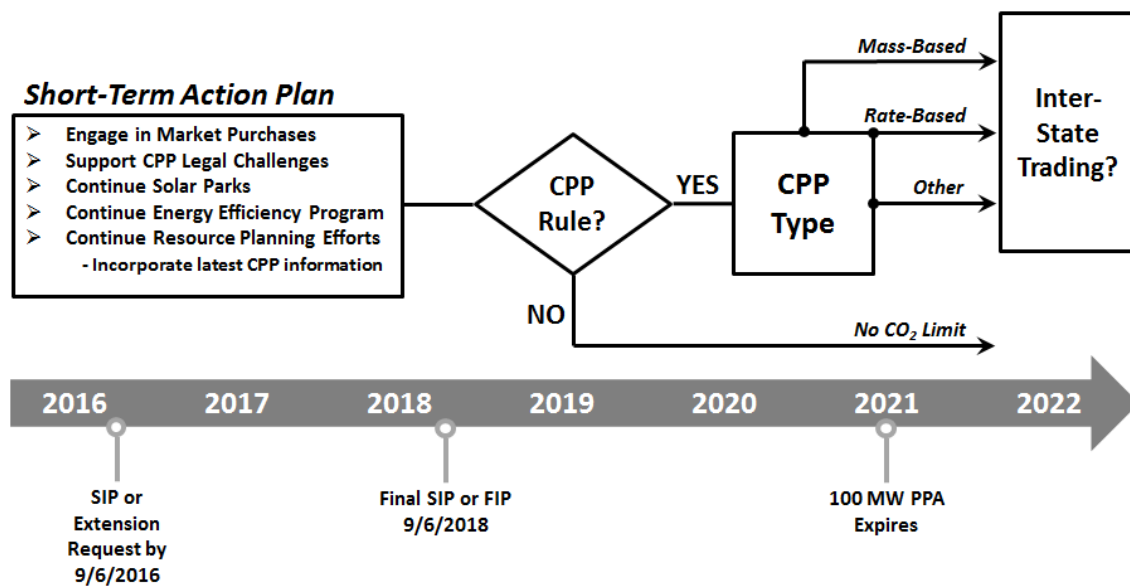 Short-Term Action Plan
➢ Engage in Market Purchases
➢ Support CPP Legal Challenges
➢ Continue Solar Parks
➢ Continue Energy Efficiency Program
➢ Continue Resource Planning Efforts
- Incorporate latest CPP information
CPP
Rule?
YES
NO
CPP
Type
Mass-Based
Rate-Based
Other
No CO₂ Limit
Inter-
State
Trading?
2016 2017 2018 2019 2020 2021 2022
SIP or
Extension
Request by
9/6/2016
Final SIP or FIP
9/6/2018
100 MW PPA
Expires